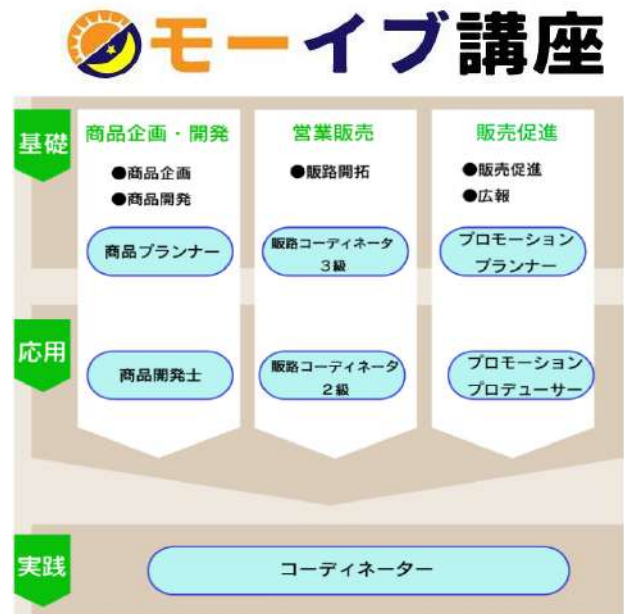 モーイブ講座
基礎
商品企画・開発
●商品企画
●商品開発
商品プランナー
営業販売
●販路開拓
販路コーディネータ
3級
販売促進
●販売促進
●広報
プロモーション
プランナー
応用
商品開発士
販路コーディネータ
2級
プロモーション
プロデューサー
実践
コーディネーター